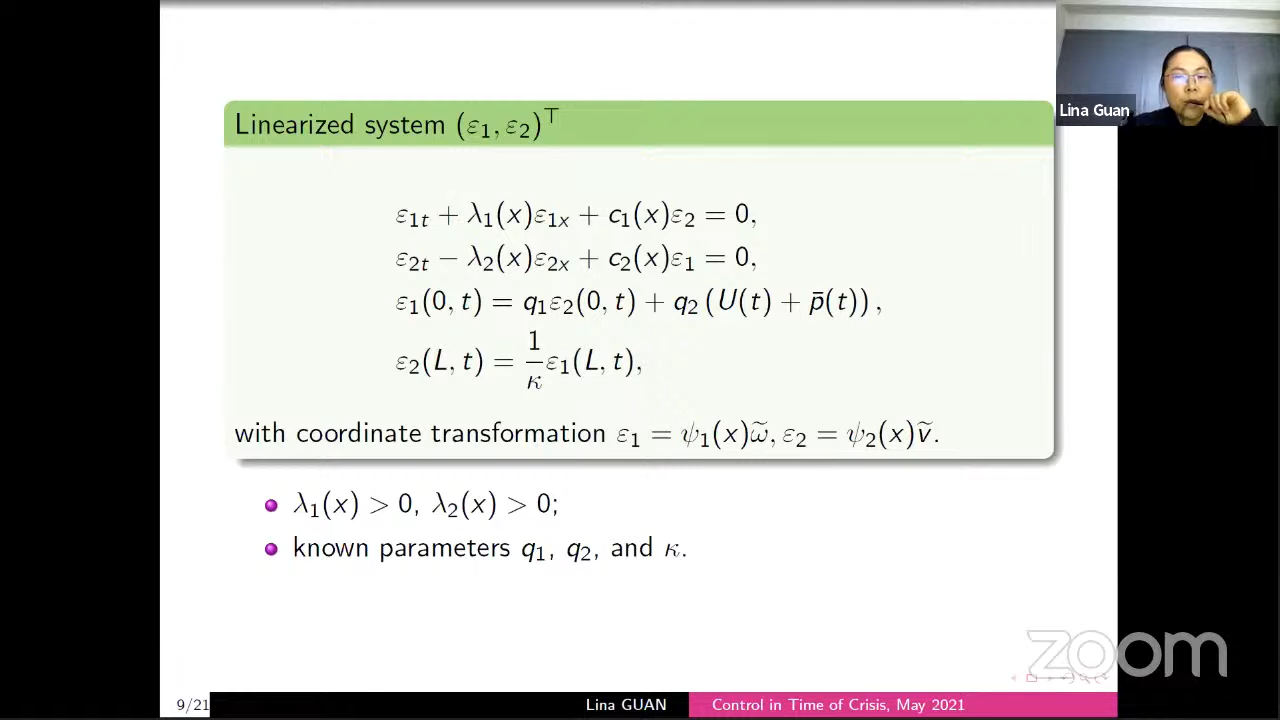 Linearized system (ε₁, ε₂)⊤
ε₁ₜ + λ₁(x)ε₁ₓ + c₁(x)ε₂ = 0,
ε₂ₜ − λ₂(x)ε₂ₓ + c₂(x)ε₁ = 0,
ε₁(0, t) = q₁ε₂(0, t) + q₂ (U(t) + p̄(t)) ,
ε₂(L, t) = 1/κ ε₁(L, t),
with coordinate transformation ε₁ = ψ₁(x)ω̃, ε₂ = ψ₂(x)ṽ.
λ₁(x) > 0, λ₂(x) > 0;
known parameters q₁, q₂, and κ.
Lina Guan
zoom
9/21
Lina GUAN
Control in Time of Crisis, May 2021